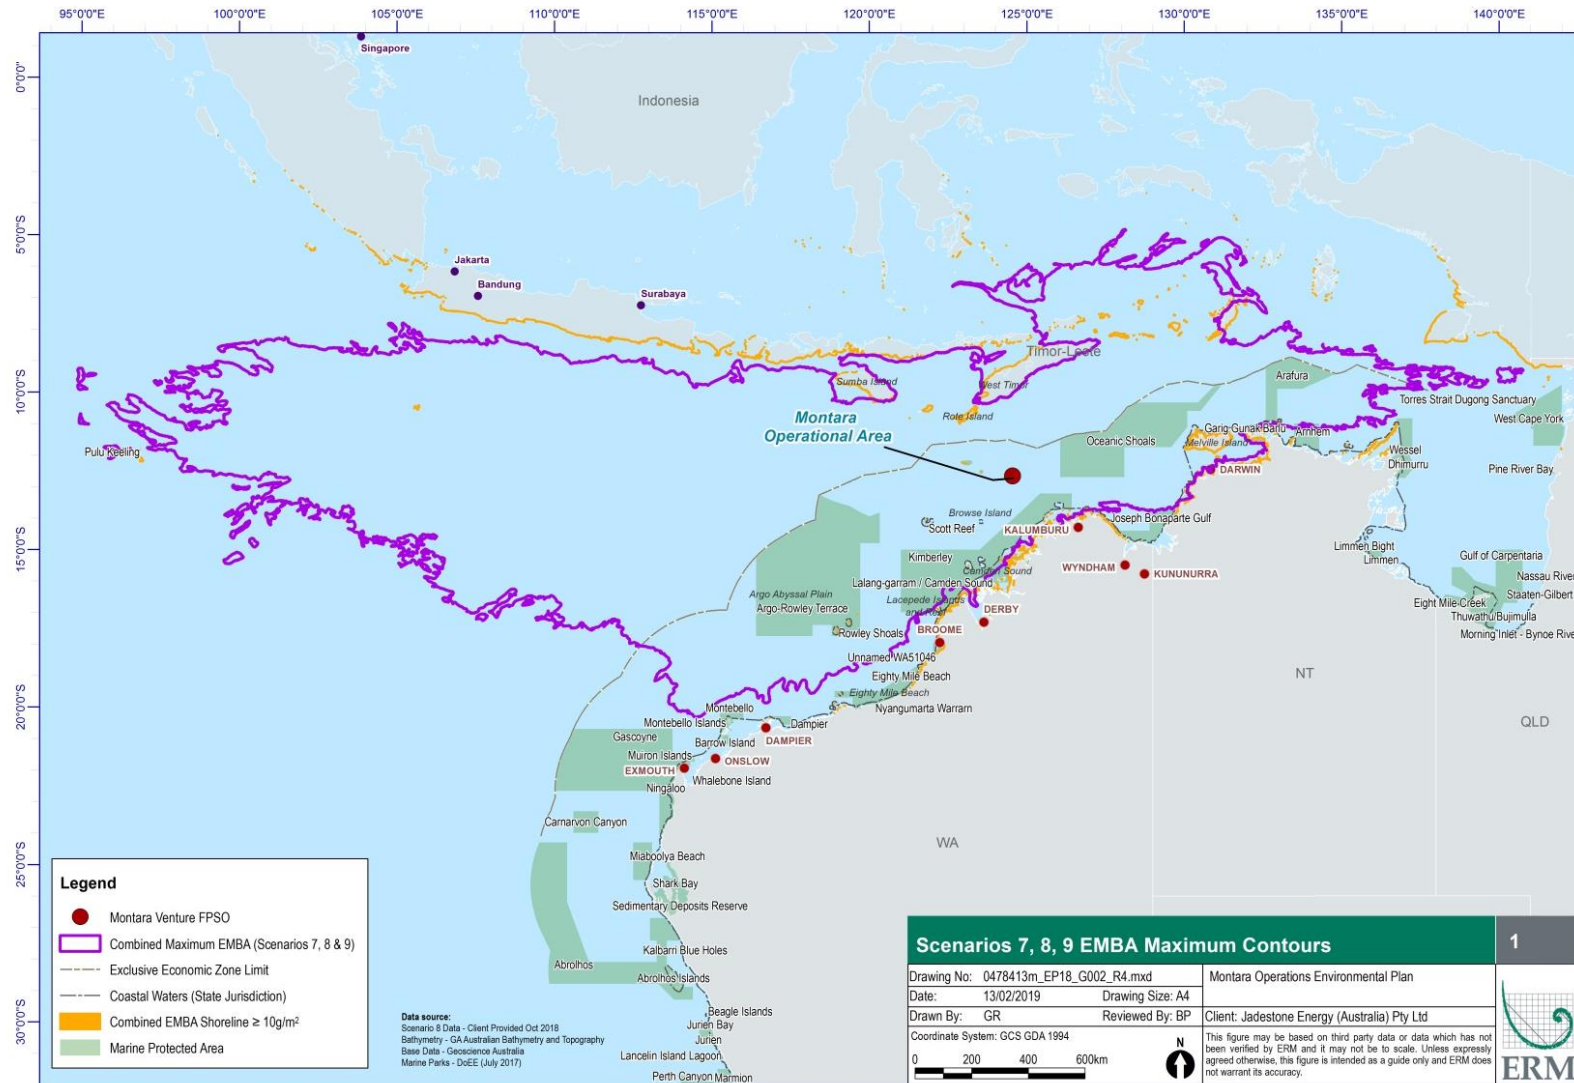 95°0'0"E
100°0'0"E
105°0'0"E
110°0'0"E
115°0'0"E
120°0'0"E
125°0'0"E
130°0'0"E
135°0'0"E
140°0'0"E
0°0'0"
5°0'0"S
10°0'0"S
15°0'0"S
20°0'0"S
25°0'0"S
30°0'0"S
Singapore
Indonesia
Jakarta
Bandung
Surabaya
Timor-Leste
Sumba Island
West Timor
Rote Island
Montara
Operational Area
Arafura
Torres Strait Dugong Sanctuary
West Cape York
Oceanic Shoals
Garig Gunak Barlu
Arnhem
Melville Island
Wessel
Dhimurru
Pine River Bay
DARWIN
Pulu Keeling
Browse Island
Scott Reef
KALUMBURU
Joseph Bonaparte Gulf
Kimberley
Camden Sound
WYNDHAM
KUNUNURRA
Limmen Bight
Limmen
Gulf of Carpentaria
Nassau River
Staaten-Gilbert
Eight Mile-Creek
Thuwathu/Bujimulla
Morning Inlet - Bynoe Rive
Lalang-garram / Camden Sound
Argo Abyssal Plain
Argo-Rowley Terrace
Lacepede Islands
and Reef
DERBY
BROOME
Rowley Shoals
Unnamed WA51046
Eighty Mile Beach
Eighty Mile Beach
Nyangumarta Warrarn
NT
QLD
WA
Montebello
Montebello Islands
Dampier
Gascoyne
Barrow Island
DAMPIER
Muiron Islands
EXMOUTH
ONSLOW
Whalebone Island
Ningaloo
Carnarvon Canyon
Miaboolya Beach
Shark Bay
Sedimentary Deposits Reserve
Kalbarri Blue Holes
Abrolhos
Abrolhos Islands
Beagle Islands
Jurien Bay
Jurien
Lancelin Island Lagoon
Perth Canyon
Marmion
Legend
Montara Venture FPSO
Combined Maximum EMBA (Scenarios 7, 8 & 9)
Exclusive Economic Zone Limit
Coastal Waters (State Jurisdiction)
Combined EMBA Shoreline ≥ 10g/m²
Marine Protected Area
Data source:
Scenario 8 Data - Client Provided Oct 2018
Bathymetry - GA Australian Bathymetry and Topography
Base Data - Geoscience Australia
Marine Parks - DoEE (July 2017)
Scenarios 7, 8, 9 EMBA Maximum Contours
1
Drawing No: 0478413m_EP18_G002_R4.mxd
Montara Operations Environmental Plan
Date: 13/02/2019 Drawing Size: A4
Drawn By: GR Reviewed By: BP
Client: Jadestone Energy (Australia) Pty Ltd
Coordinate System: GCS GDA 1994
0 200 400 600km
N
This figure may be based on third party data or data which has not
been verified by ERM and it may not be to scale. Unless expressly
agreed otherwise, this figure is intended as a guide only and ERM does
not warrant its accuracy.
ERM